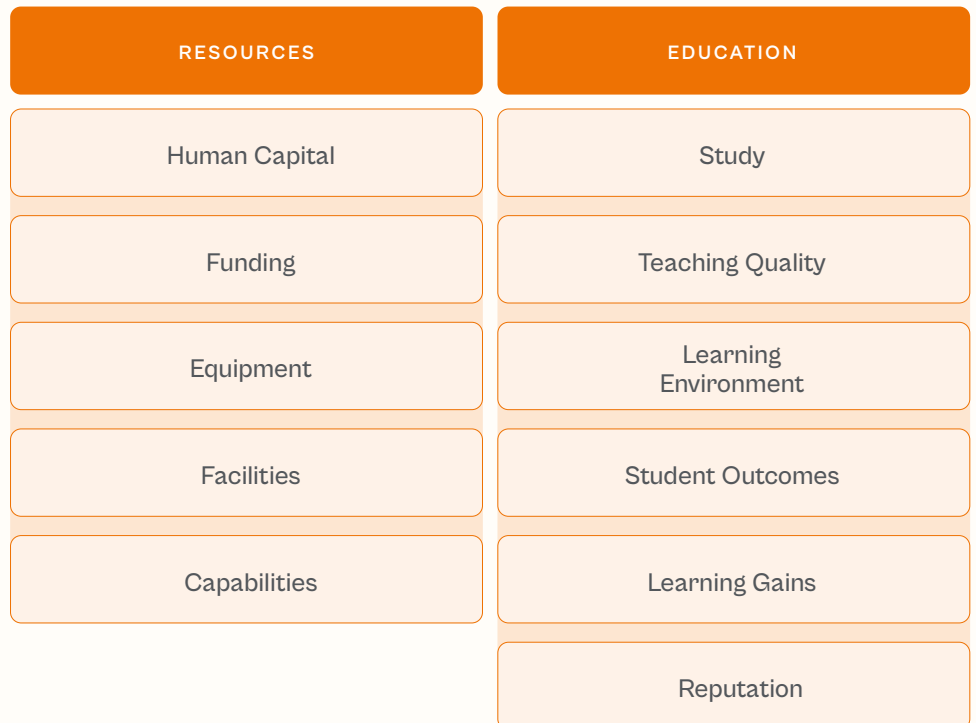 RESOURCES
Human Capital
Funding
Equipment
Facilities
Capabilities
EDUCATION
Study
Teaching Quality
Learning
Environment
Student Outcomes
Learning Gains
Reputation